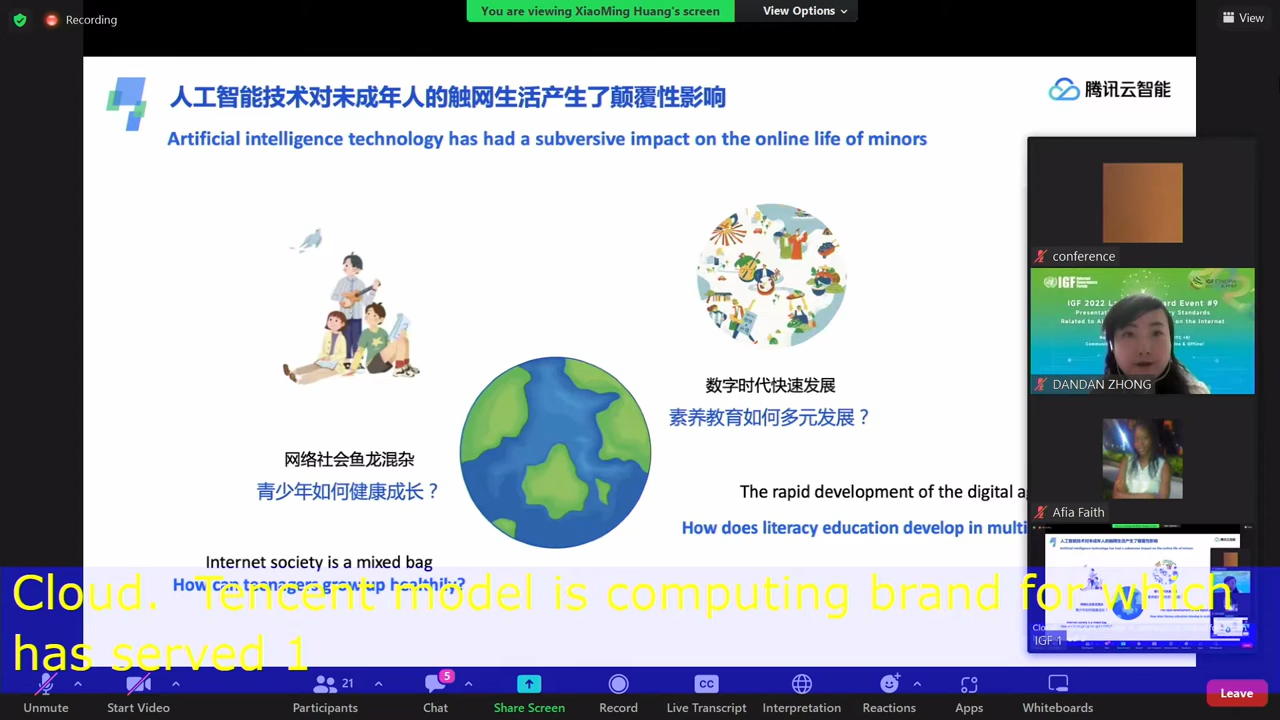 You are viewing XiaoMing Huang's screen
View Options
Recording
View
人工智能技术对未成年人的触网生活产生了颠覆性影响
腾讯云智能
Artificial intelligence technology has had a subversive impact on the online life of minors
conference
IGF
IGF 2022
Event #9
DANDAN ZHONG
数字时代快速发展
素养教育如何多元发展？
网络社会鱼龙混杂
青少年如何健康成长？
The rapid development of the digital
Afia Faith
How does literacy education develop in
Internet society is a mixed bag
How can teenagers grow up healthily?
Cloud. Tencent model is computing brand for which
has served 1
IGF 1
5
21
CC
Unmute
Start Video
Participants
Chat
Share Screen
Record
Live Transcript
Interpretation
Reactions
Apps
Whiteboards
Leave